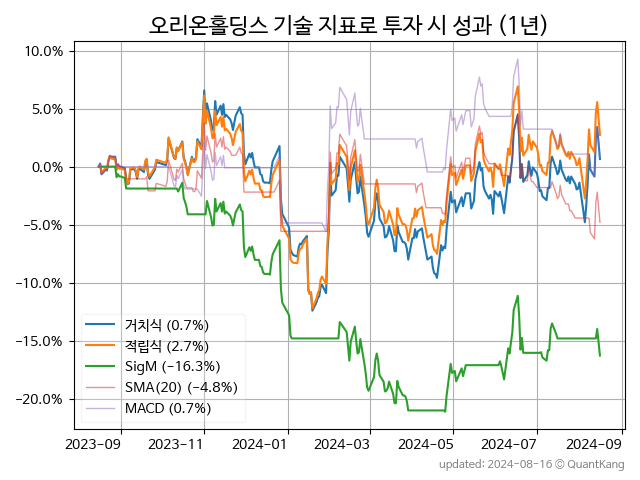 오리온홀딩스 기술 지표로 투자 시 성과 (1년)
10.0%
5.0%
0.0%
−5.0%
−10.0%
−15.0%
−20.0%
거치식 (0.7%)
적립식 (2.7%)
SigM (−16.3%)
SMA(20) (−4.8%)
MACD (0.7%)
2023-09 2023-11 2024-01 2024-03 2024-05 2024-07 2024-09
updated: 2024-08-16 © QuantKang